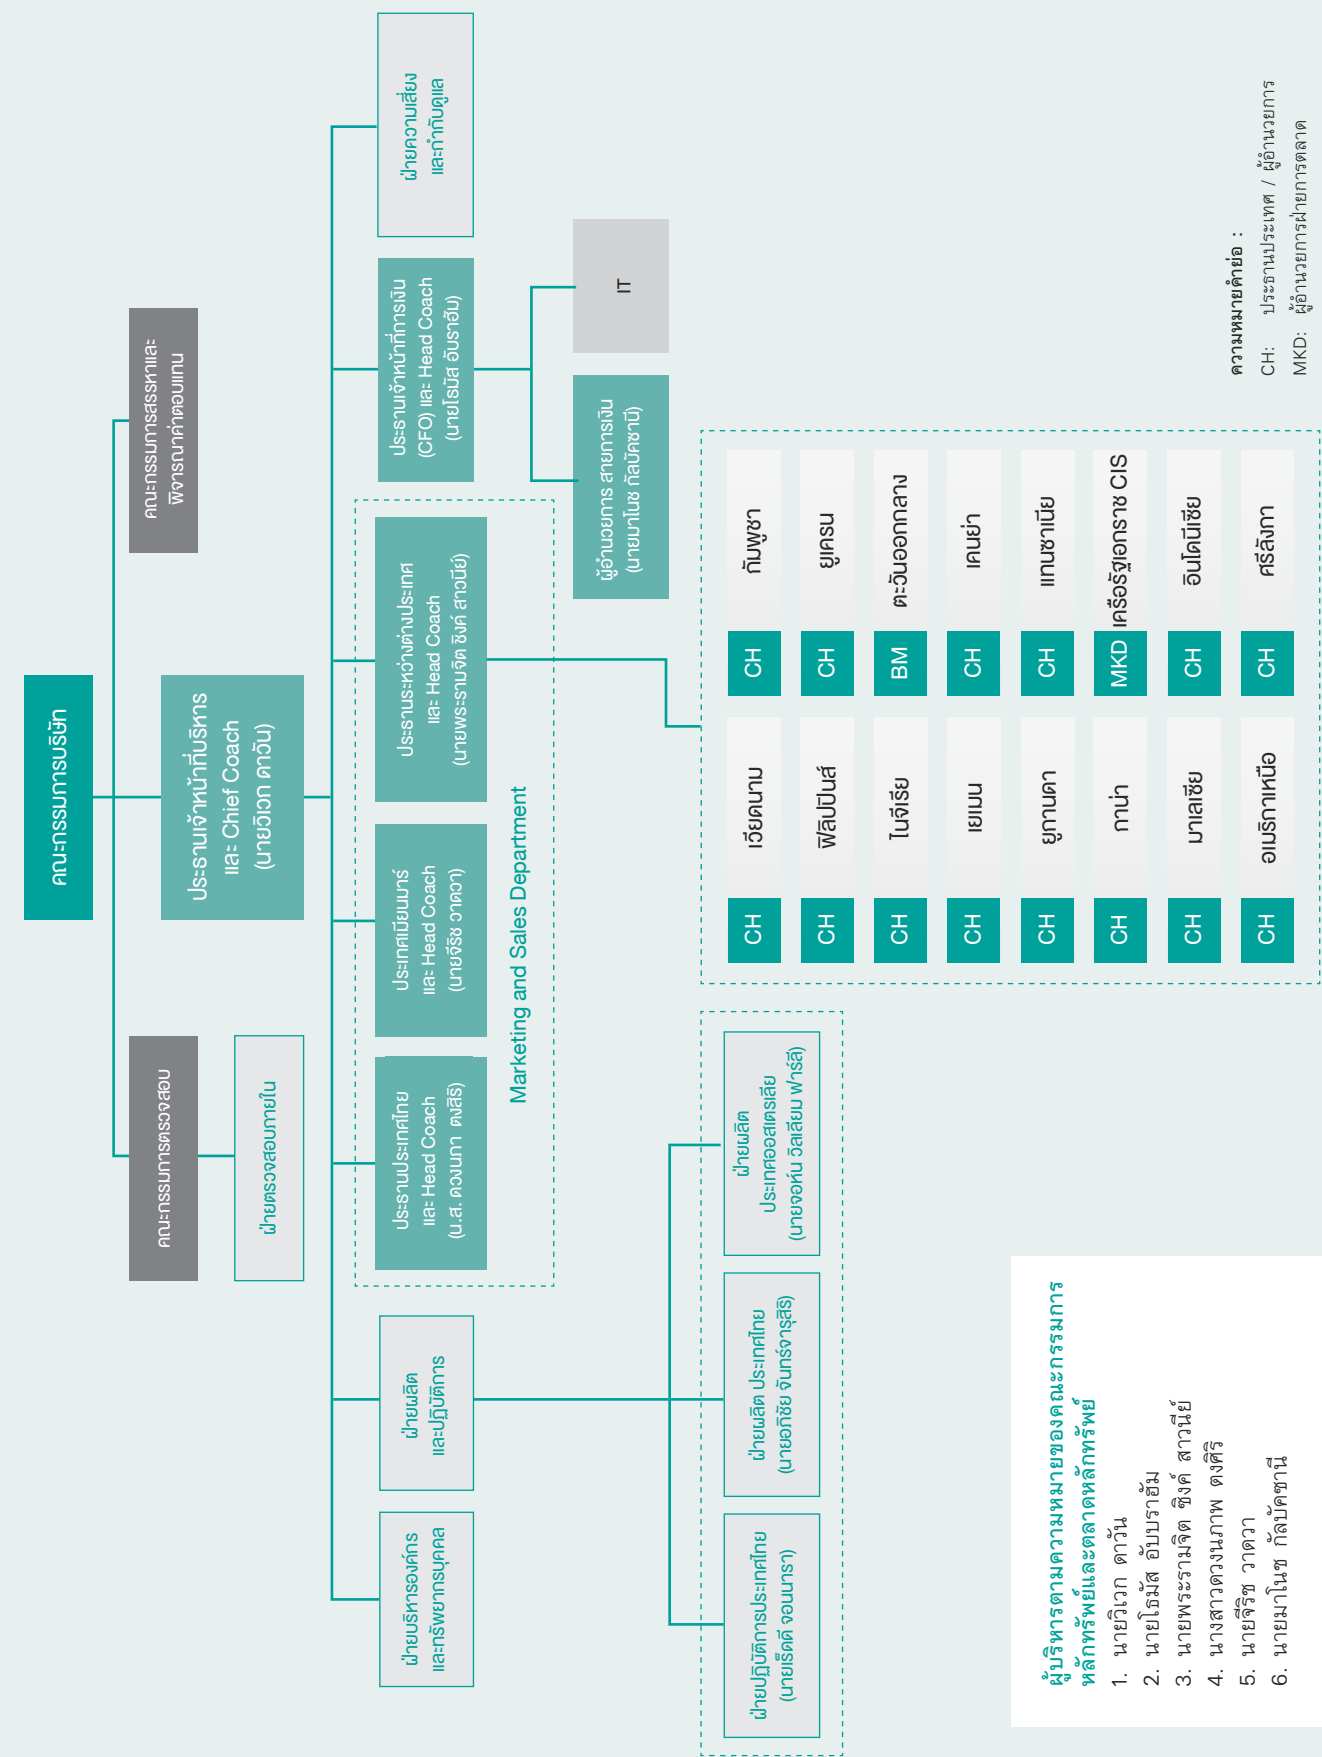 คณะกรรมการบริษัท
คณะกรรมการตรวจสอบ
คณะกรรมการสรรหาและ
พิจารณาค่าตอบแทน
ฝ่ายตรวจสอบภายใน
ประธานเจ้าหน้าที่บริหาร
และ Chief Coach
(นายวิเวก ดาวัน)
ฝ่ายบริหารองค์กร
และทรัพยากรบุคคล
ฝ่ายผลิต
และปฏิบัติการ
ประธานประเทศไทย
และ Head Coach
(น.ส. ดวงนภา ตงสิริ)
ประเทศเมียนมาร์
และ Head Coach
(นายจีริช วาดวา)
ประธานระหว่างต่างประเทศ
และ Head Coach
(นายพระรามจิต ซิงค์ สาวนีย์)
Marketing and Sales Department
ประธานเจ้าหน้าที่การเงิน
(CFO) และ Head Coach
(นายโธมัส อับราฮัม)
ฝ่ายความเสี่ยง
และกำกับดูแล
ผู้อำนวยการ สายการเงิน
(นายมาโนช กัลบัคซานี)
IT
ฝ่ายปฏิบัติการประเทศไทย
(นายเร็ดดี จอนนารา)
ฝ่ายผลิต ประเทศไทย
(นายอภิชัย จันทร์จารุสิริ)
ฝ่ายผลิต
ประเทศออสเตรเลีย
(นายจอห์น วิลเลียม ฟาร์ลี)
CH เวียดนาม CH กัมพูชา
CH ฟิลิปปินส์ CH ยูเครน
CH ไนจีเรีย BM ตะวันออกกลาง
CH เยเมน CH เคนย่า
CH ยูกานดา CH แทนซาเนีย
CH กาน่า MKD เครือรัฐเอกราช CIS
CH มาเลเซีย CH อินโดนีเซีย
CH อเมริกาเหนือ CH ศรีลังกา
ผู้บริหารตามความหมายของคณะกรรมการ
หลักทรัพย์และตลาดหลักทรัพย์
1. นายวิเวก ดาวัน
2. นายโธมัส อับบราฮัม
3. นายพระรามจิต ซิงค์ สาวนีย์
4. นางสาวดวงนภาพ ตงศิริ
5. นายจีริช วาดวา
6. นายมาโนช กัลบัคซานี
ความหมายคำย่อ :
CH: ประธานประเทศ / ผู้อำนวยการ
MKD: ผู้อำนวยการฝ่ายการตลาด